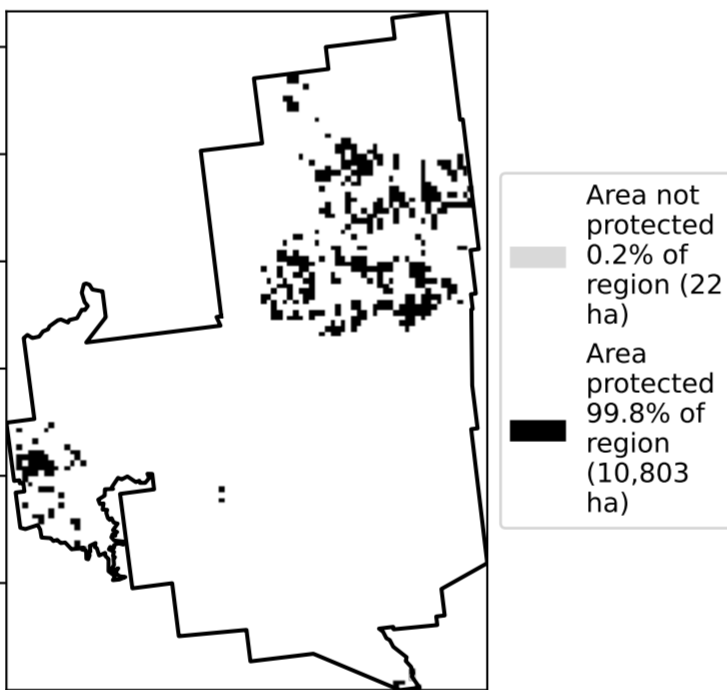 Area not
protected
0.2% of
region (22
ha)
Area
protected
99.8% of
region
(10,803
ha)